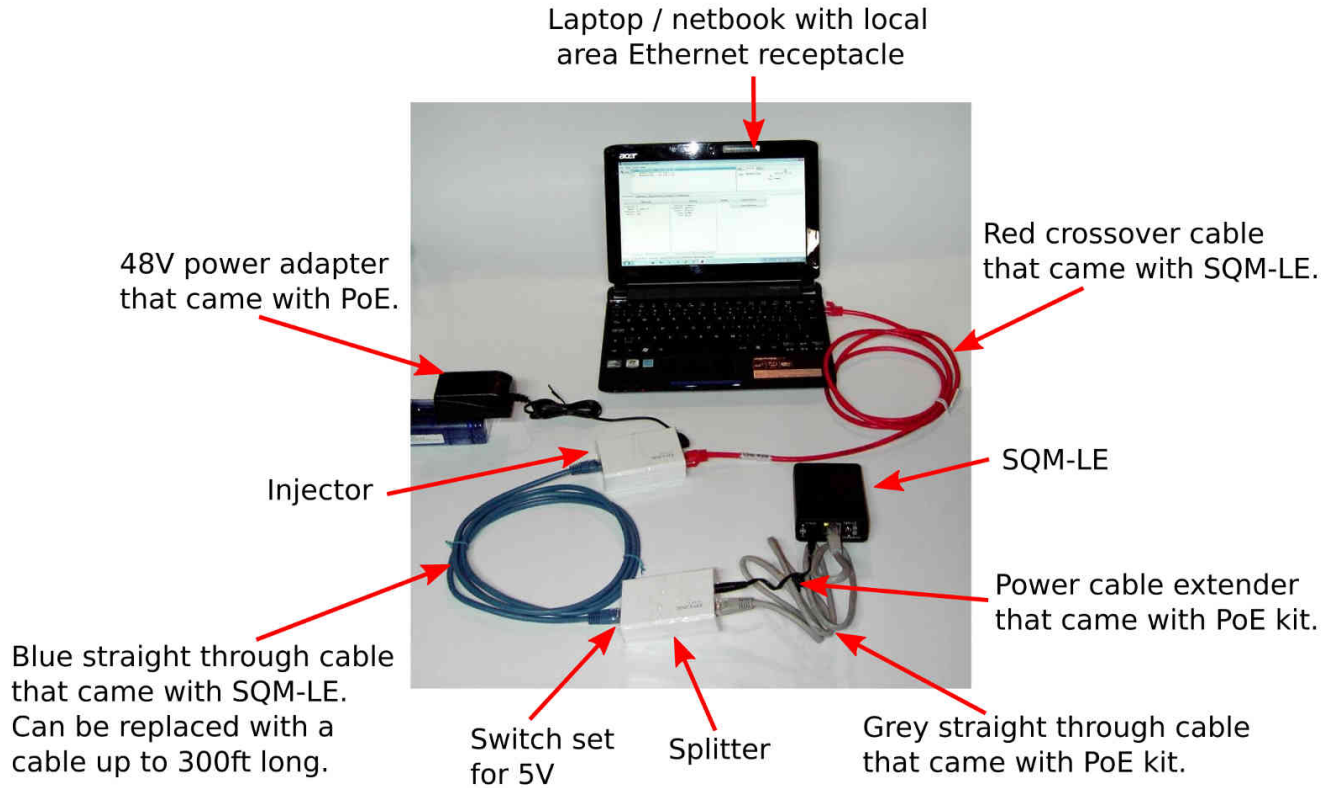 Laptop / netbook with local
area Ethernet receptacle
acer
Red crossover cable
that came with SQM-LE.
48V power adapter
that came with PoE.
SQM-LE
Injector
Power cable extender
that came with PoE kit.
Blue straight through cable
that came with SQM-LE.
Can be replaced with a
cable up to 300ft long.
Switch set
for 5V
Splitter
Grey straight through cable
that came with PoE kit.